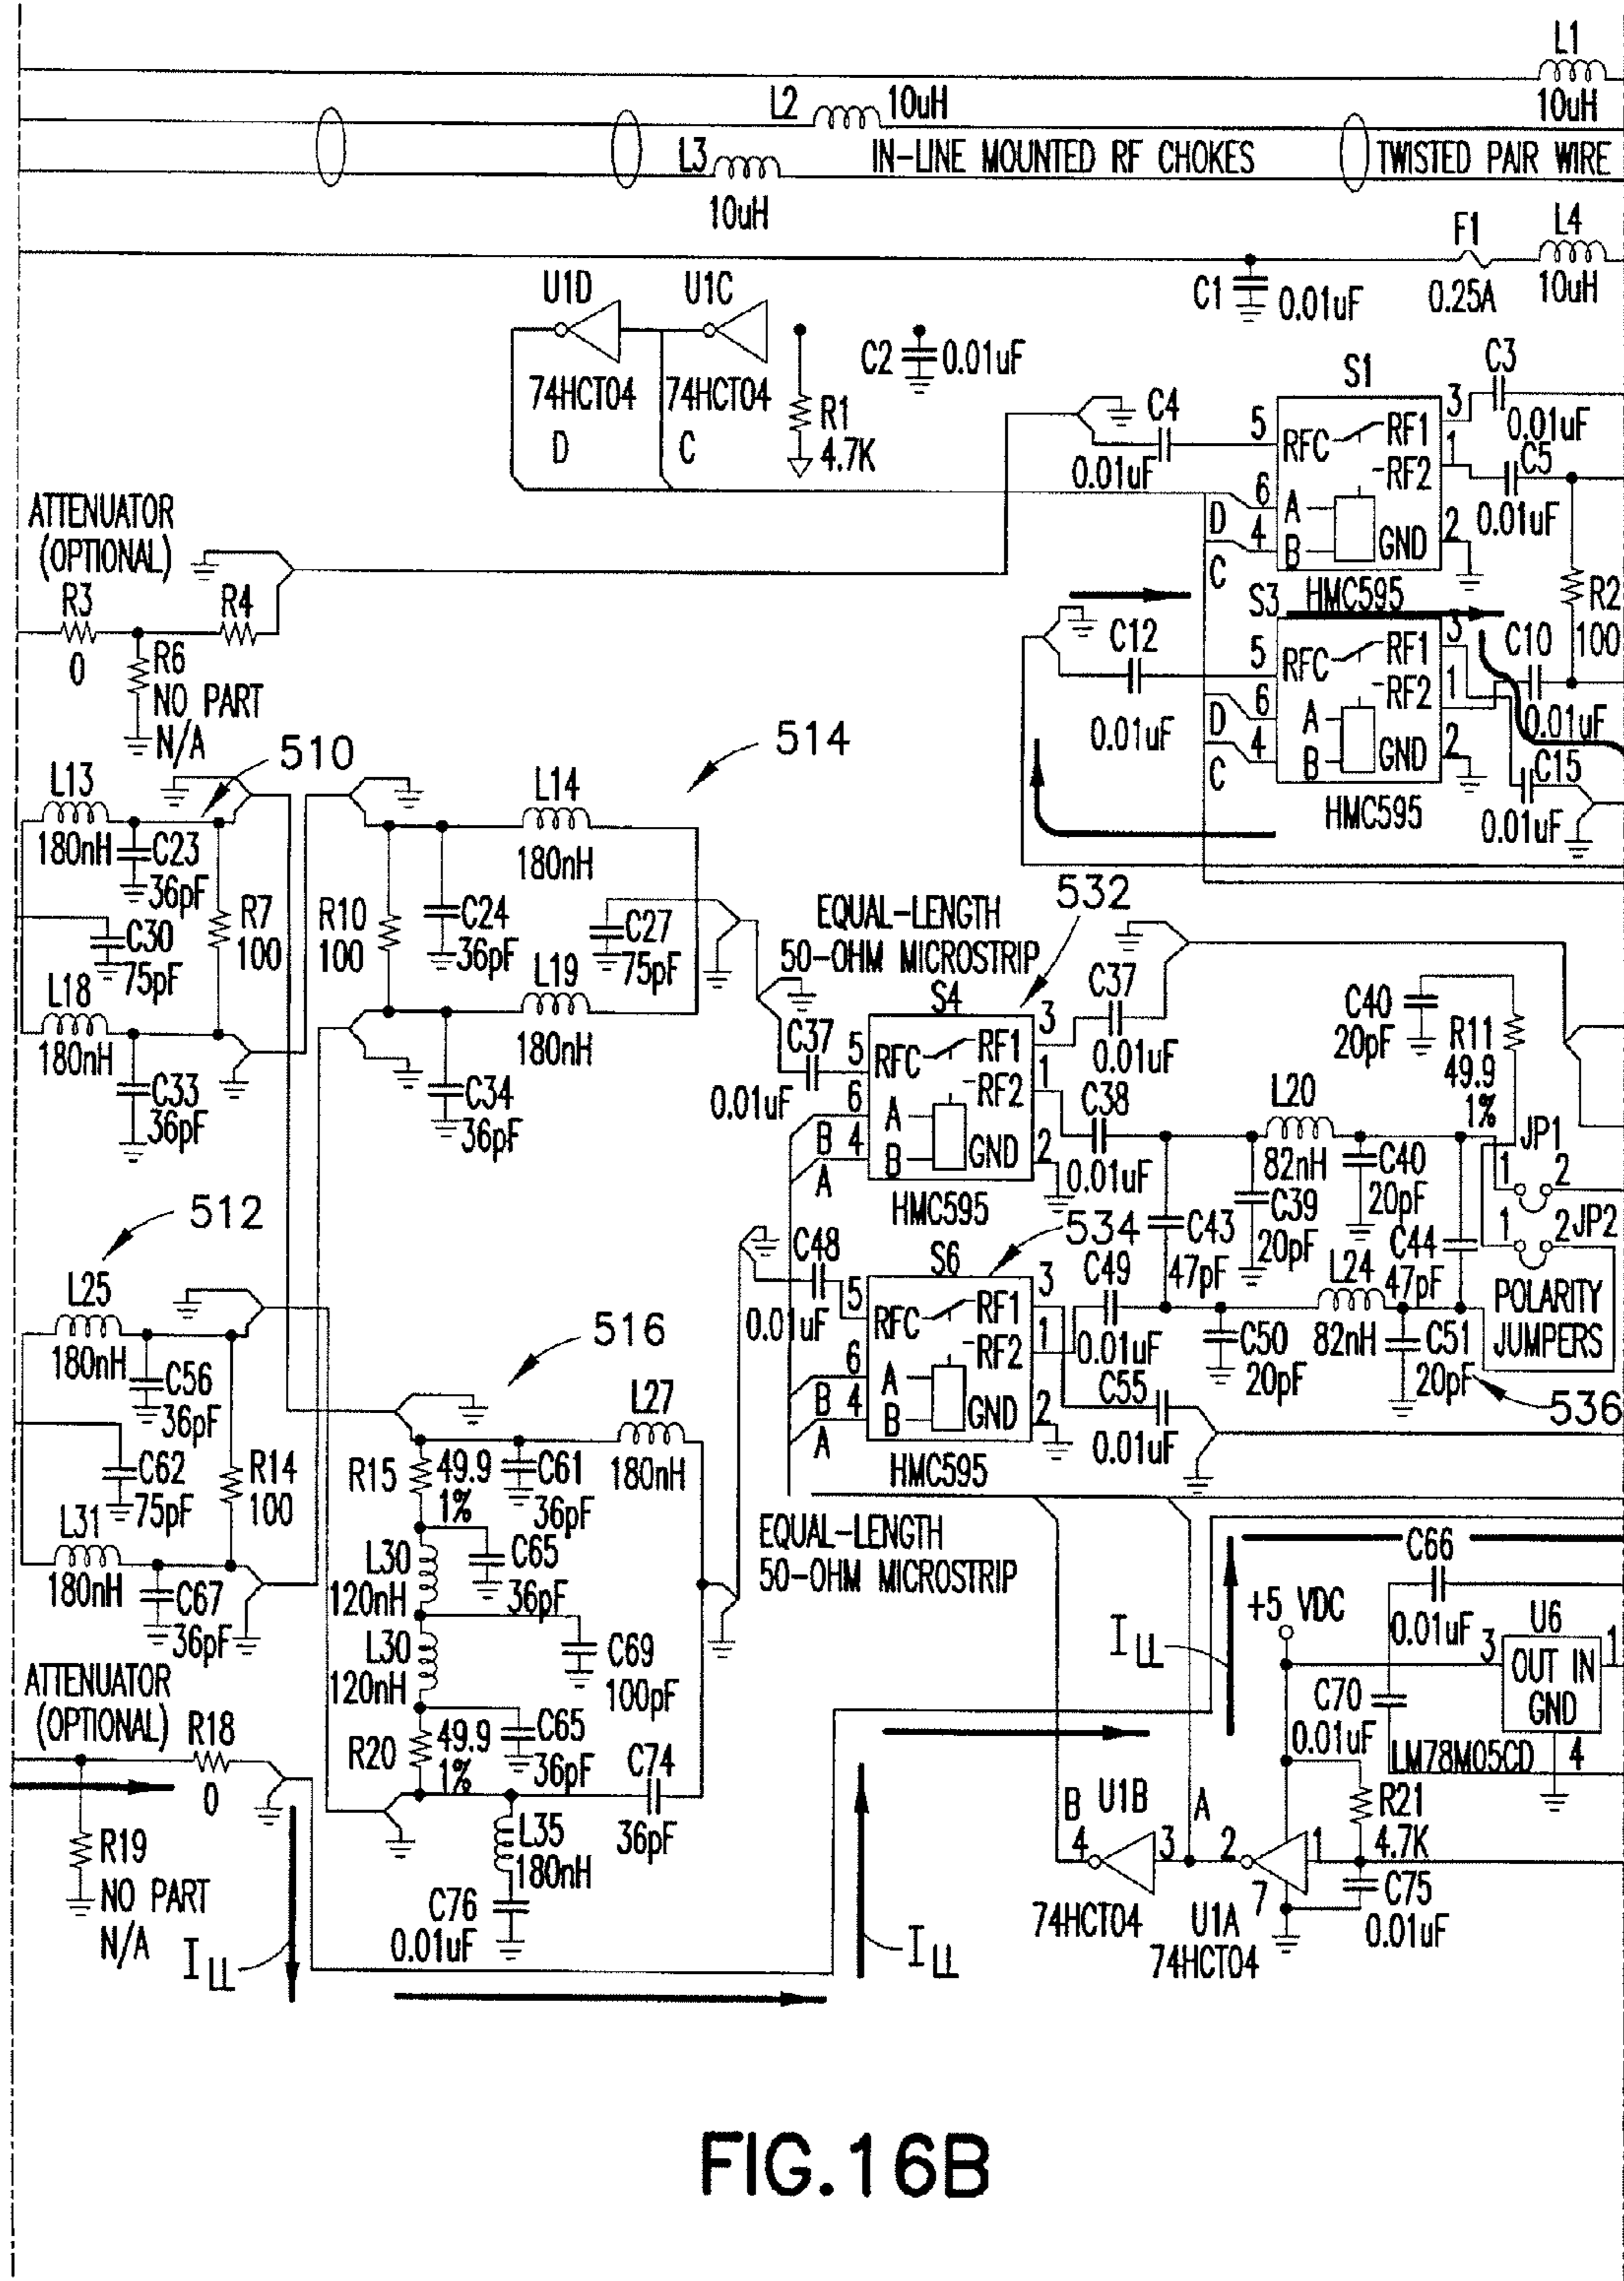 L1
10uH
L2
10uH
L3
10uH
IN-LINE MOUNTED RF CHOKES
TWISTED PAIR WIRE
F1
0.25A
L4
10uH
C1
0.01uF
U1D
74HCT04
D
U1C
74HCT04
C
R1
4.7K
C2
0.01uF
C4
0.01uF
S1
5
RFC
RF1
RF2
6
A
4
B
GND
3
1
2
D
C
HMC595
C3
0.01uF
C5
0.01uF
R2
100
ATTENUATOR
(OPTIONAL)
R3
0
R4
R6
NO PART
N/A
S3
C12
0.01uF
5
RFC
RF1
RF2
6
A
4
B
GND
3
1
2
D
C
HMC595
C10
0.01uF
C15
0.01uF
510
514
L13
180nH
C23
36pF
C30
75pF
R7
100
L18
180nH
C33
36pF
R10
100
C24
36pF
L14
180nH
C27
75pF
L19
180nH
C34
36pF
EQUAL-LENGTH
50-OHM MICROSTRIP
532
S4
C37
0.01uF
5
RFC
RF1
RF2
6
A
4
B
GND
3
1
2
B
A
HMC595
C37
0.01uF
C38
0.01uF
C40
20pF
R11
49.9
1%
L20
82nH
C39
20pF
C40
20pF
JP1
1
2
JP2
1
2
POLARITY
JUMPERS
C43
47pF
C44
47pF
L24
82nH
C50
20pF
C51
20pF
536
534
S6
C48
0.01uF
5
RFC
RF1
RF2
6
A
4
B
GND
3
1
2
B
A
HMC595
C49
0.01uF
C55
0.01uF
EQUAL-LENGTH
50-OHM MICROSTRIP
512
516
L25
180nH
C56
36pF
C62
75pF
R14
100
L31
180nH
C67
36pF
R15
49.9
1%
C61
36pF
L27
180nH
L30
120nH
C65
36pF
L30
120nH
C69
100pF
R20
49.9
1%
C65
36pF
C74
36pF
L35
180nH
C76
0.01uF
ATTENUATOR
(OPTIONAL)
R18
0
R19
NO PART
N/A
ILL
ILL
ILL
C66
0.01uF
+5 VDC
U6
3
OUT IN
GND
1
4
LM78M05CD
C70
0.01uF
R21
4.7K
C75
0.01uF
B
U1B
A
4
3
2
1
7
74HCT04
U1A
74HCT04
FIG.16B